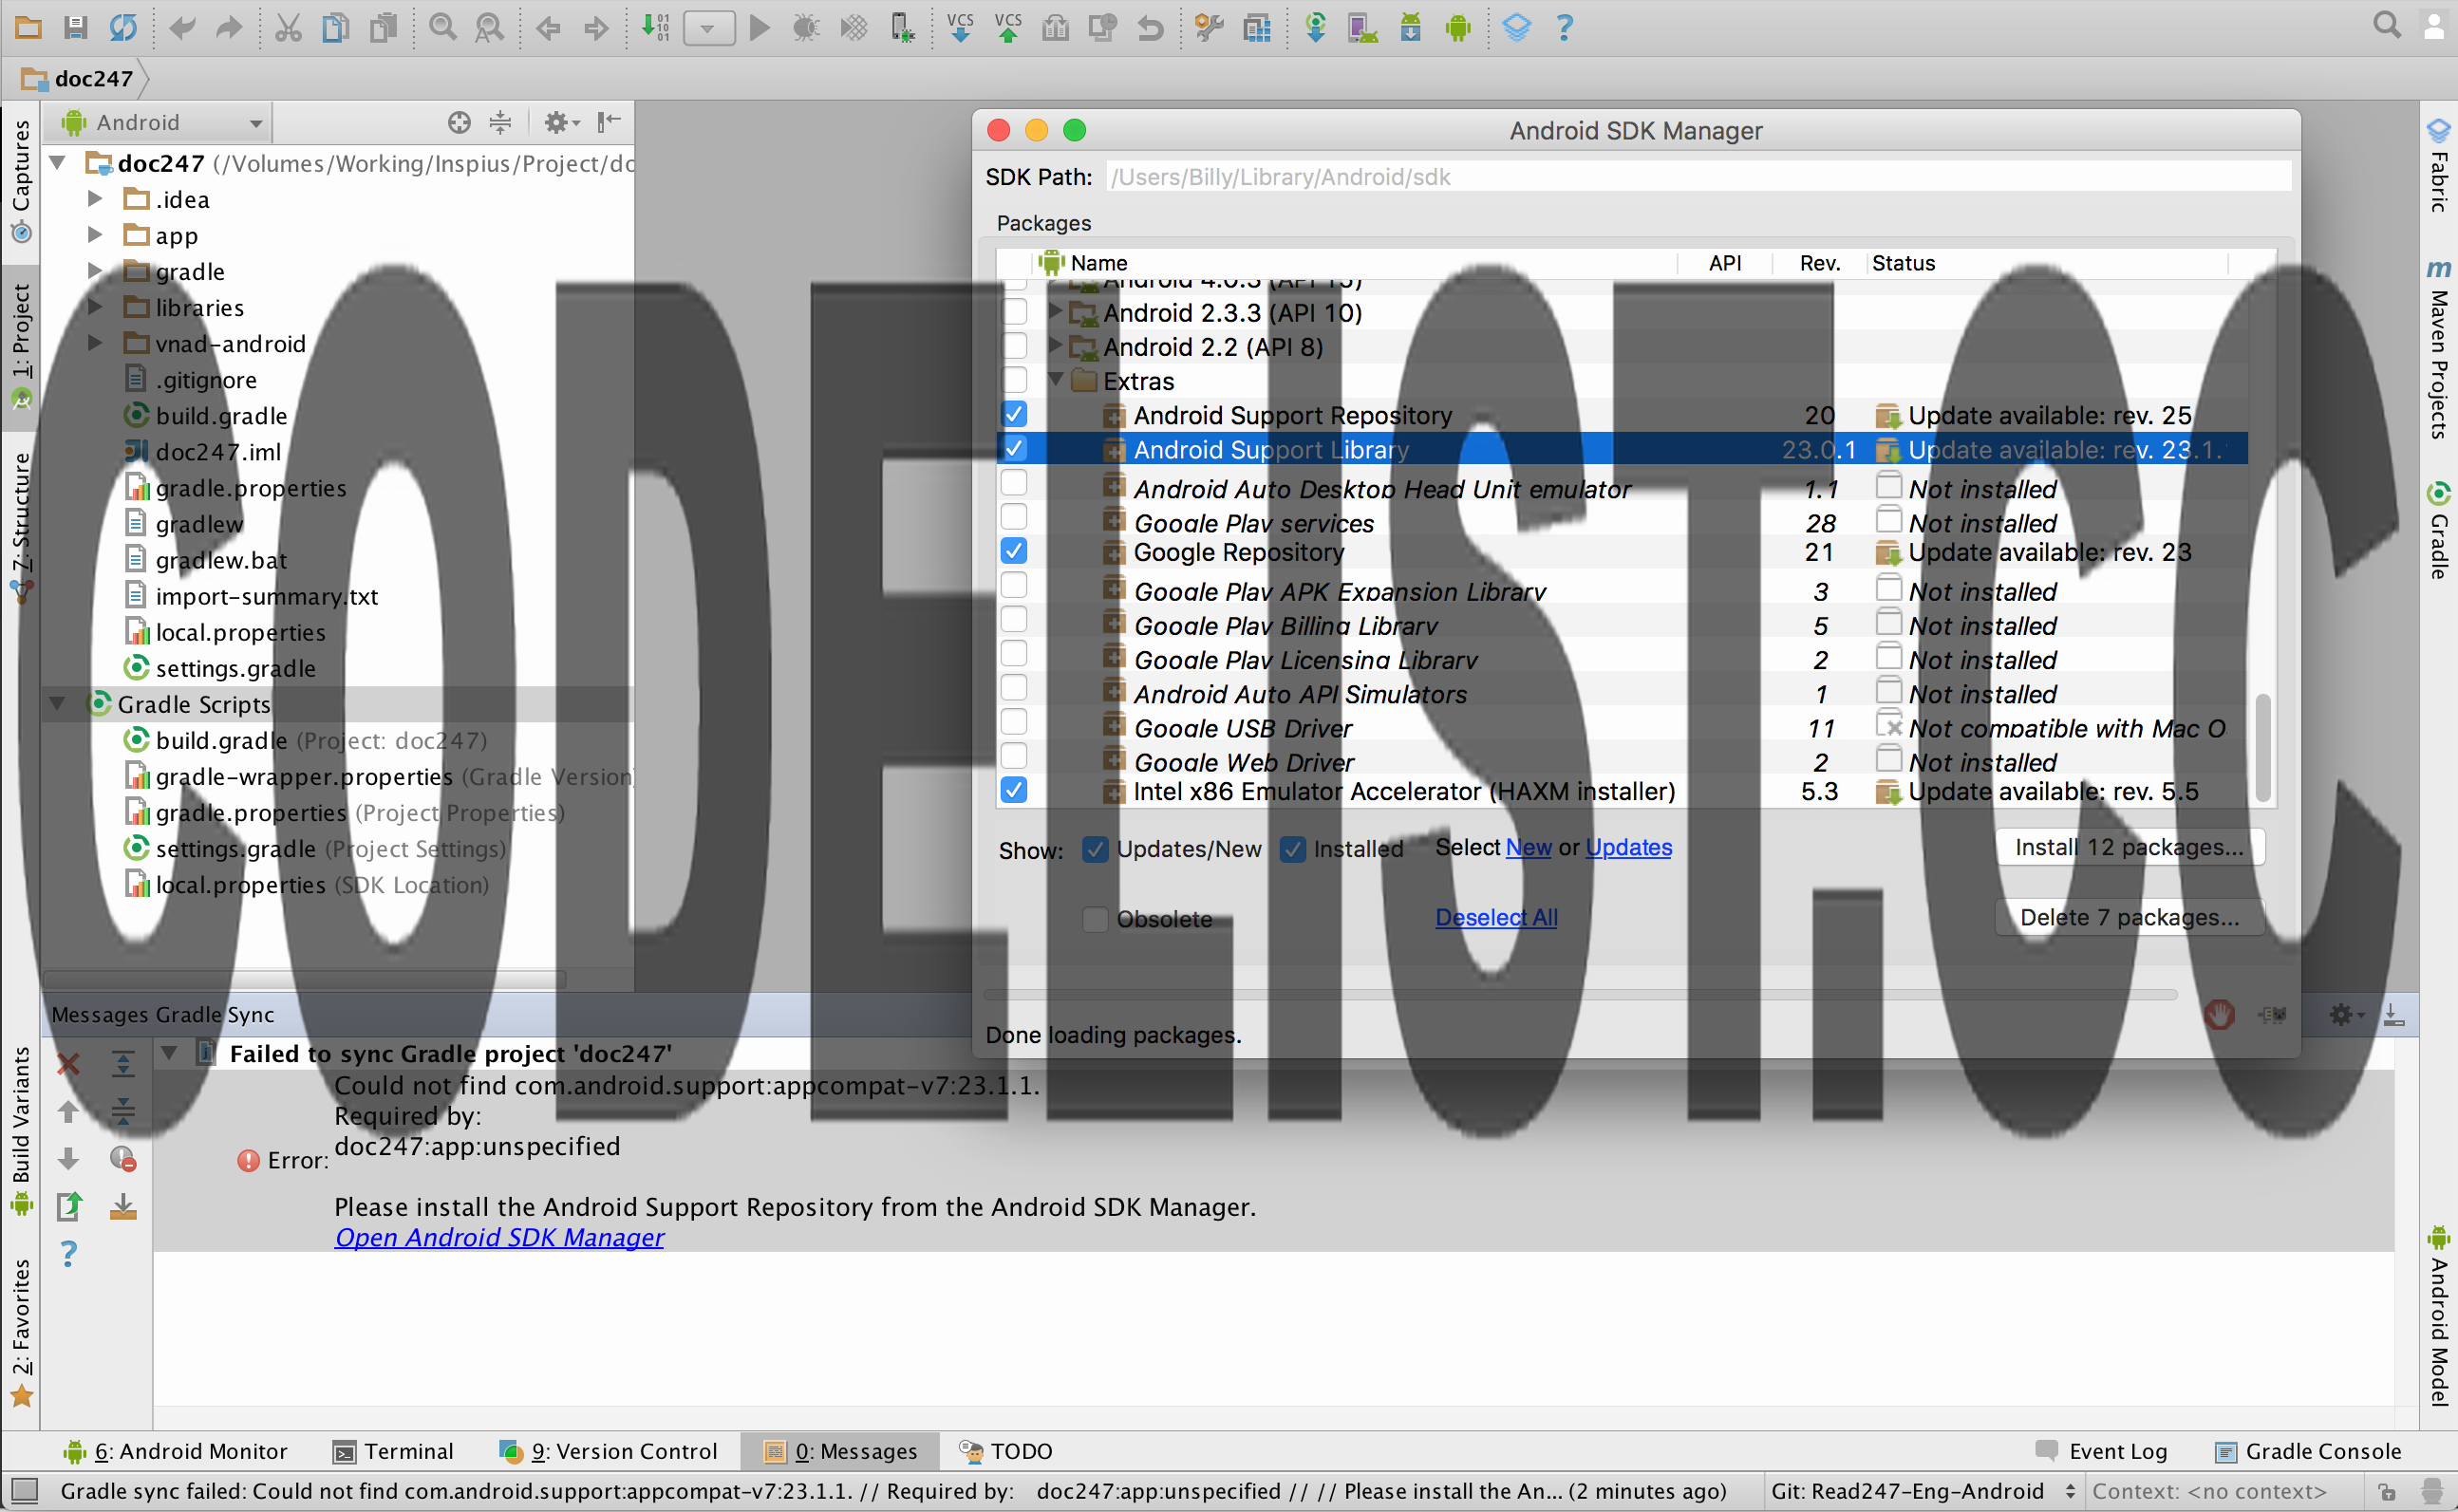 VCS VCS
doc247
Android
doc247 (/Volumes/Working/Inspius/Project/do
.idea
app
gradle
libraries
vnad-android
.gitignore
build.gradle
doc247.iml
gradle.properties
gradlew
gradlew.bat
import-summary.txt
local.properties
settings.gradle
Gradle Scripts
build.gradle (Project: doc247)
gradle-wrapper.properties (Gradle Version)
gradle.properties (Project Properties)
settings.gradle (Project Settings)
local.properties (SDK Location)
Captures
1: Project
7: Structure
Build Variants
2: Favorites
Android SDK Manager
SDK Path: /Users/Billy/Library/Android/sdk
Packages
Name API Rev. Status
Android 4.0.3 (API 15)
Android 2.3.3 (API 10)
Android 2.2 (API 8)
Extras
Android Support Repository 20 Update available: rev. 25
Android Support Library 23.0.1 Update available: rev. 23.1.
Android Auto Desktop Head Unit emulator 1.1 Not installed
Google Play services 28 Not installed
Google Repository 21 Update available: rev. 23
Google Play APK Expansion Library 3 Not installed
Google Play Billing Library 5 Not installed
Google Play Licensing Library 2 Not installed
Android Auto API Simulators 1 Not installed
Google USB Driver 11 Not compatible with Mac O
Google Web Driver 2 Not installed
Intel x86 Emulator Accelerator (HAXM installer) 5.3 Update available: rev. 5.5
Show: Updates/New Installed Select New or Updates Install 12 packages...
Obsolete Deselect All Delete 7 packages...
Done loading packages.
Fabric
Maven Projects
Gradle
Android Model
CODELIST.CC
Messages Gradle Sync
Failed to sync Gradle project 'doc247'
Could not find com.android.support:appcompat-v7:23.1.1.
Required by:
doc247:app:unspecified
Error:
Please install the Android Support Repository from the Android SDK Manager.
Open Android SDK Manager
6: Android Monitor Terminal 9: Version Control 0: Messages TODO Event Log Gradle Console
Gradle sync failed: Could not find com.android.support:appcompat-v7:23.1.1. // Required by: doc247:app:unspecified // // Please install the An... (2 minutes ago) Git: Read247-Eng-Android Context: <no context>